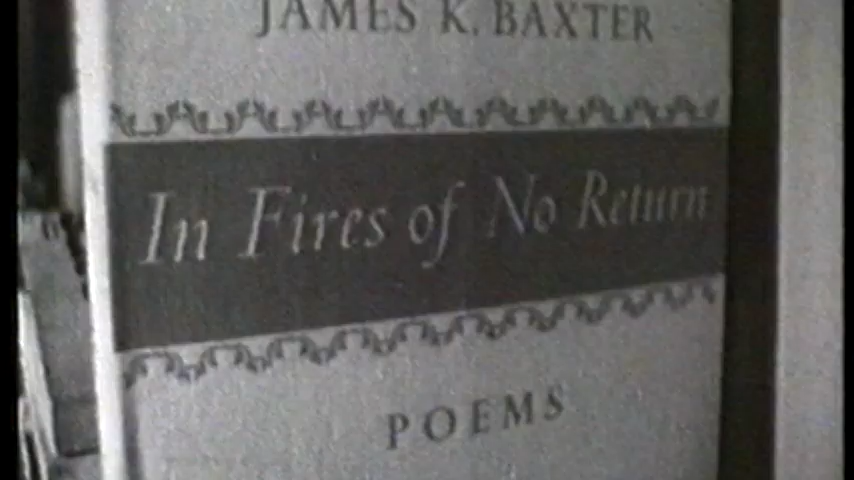 JAMES K. BAXTER
In Fires of No Return
POEMS